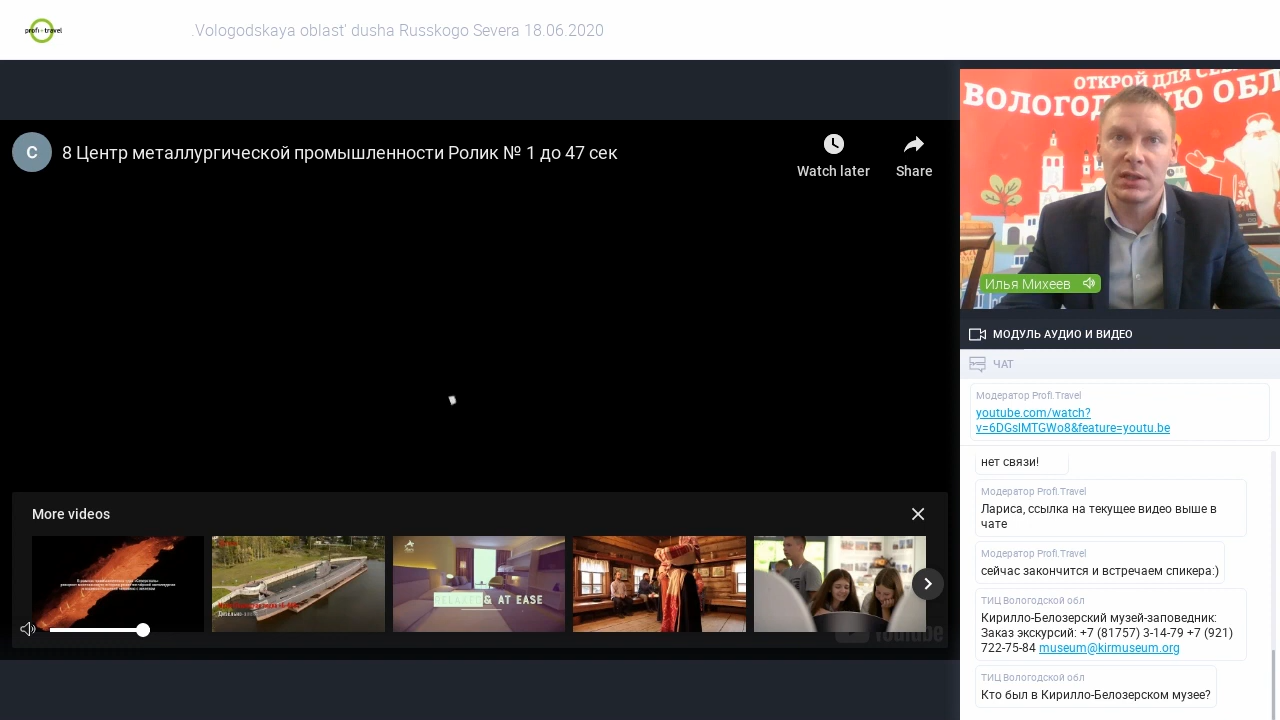 profi travel
.Vologodskaya oblast' dusha Russkogo Severa 18.06.2020
C
8 Центр металлургической промышленности Ролик № 1 до 47 сек
Watch later
Share
More videos
RELAXED & AT EASE
YouTube
ОТКРОЙ ДЛЯ СЕБ
Илья Михеев
МОДУЛЬ АУДИО И ВИДЕО
ЧАТ
Модератор Profi.Travel
youtube.com/watch?
v=6DGslMTGWo8&feature=youtu.be
нет связи!
Модератор Profi.Travel
Лариса, ссылка на текущее видео выше в
чате
Модератор Profi.Travel
сейчас закончится и встречаем спикера:)
ТИЦ Вологодской обл
Кирилло-Белозерский музей-заповедник:
Заказ экскурсий: +7 (81757) 3-14-79 +7 (921)
722-75-84 museum@kirmuseum.org
ТИЦ Вологодской обл
Кто был в Кирилло-Белозерском музее?